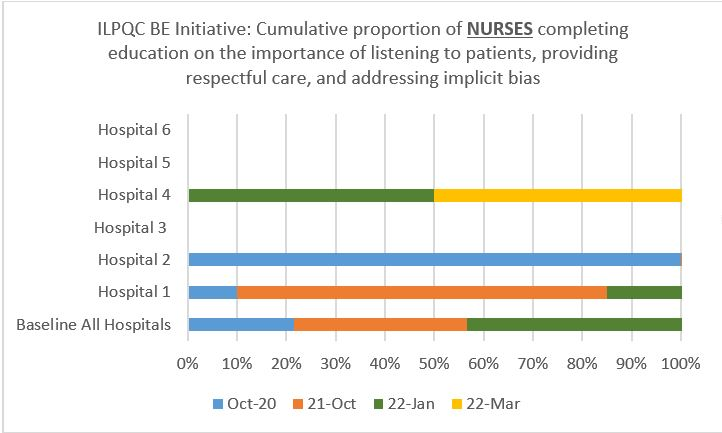 ILPQC BE Initiative: Cumulative proportion of NURSES completing
education on the importance of listening to patients, providing
respectful care, and addressing implicit bias
Hospital 6
Hospital 5
Hospital 4
Hospital 3
Hospital 2
Hospital 1
Baseline All Hospitals
0% 10% 20% 30% 40% 50% 60% 70% 80% 90% 100%
Oct-20 21-Oct 22-Jan 22-Mar